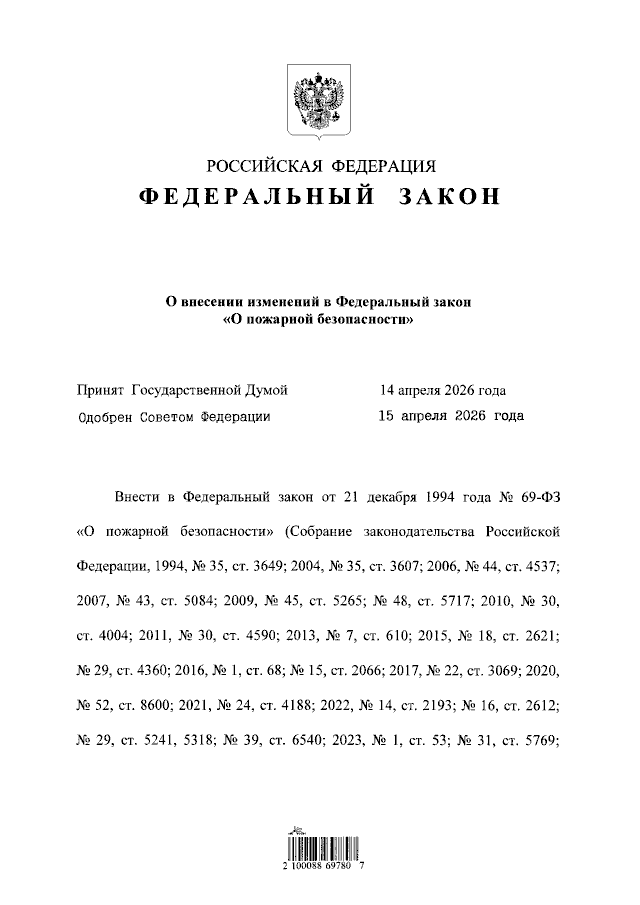 РОССИЙСКАЯ ФЕДЕРАЦИЯ
ФЕДЕРАЛЬНЫЙ ЗАКОН
О внесении изменений в Федеральный закон
«О пожарной безопасности»
Принят Государственной Думой 14 апреля 2026 года
Одобрен Советом Федерации 15 апреля 2026 года
Внести в Федеральный закон от 21 декабря 1994 года № 69-ФЗ
«О пожарной безопасности» (Собрание законодательства Российской
Федерации, 1994, № 35, ст. 3649; 2004, № 35, ст. 3607; 2006, № 44, ст. 4537;
2007, № 43, ст. 5084; 2009, № 45, ст. 5265; № 48, ст. 5717; 2010, № 30,
ст. 4004; 2011, № 30, ст. 4590; 2013, № 7, ст. 610; 2015, № 18, ст. 2621;
№ 29, ст. 4360; 2016, № 1, ст. 68; № 15, ст. 2066; 2017, № 22, ст. 3069; 2020,
№ 52, ст. 8600; 2021, № 24, ст. 4188; 2022, № 14, ст. 2193; № 16, ст. 2612;
№ 29, ст. 5241, 5318; № 39, ст. 6540; 2023, № 1, ст. 53; № 31, ст. 5769;
2 100088 69780 7